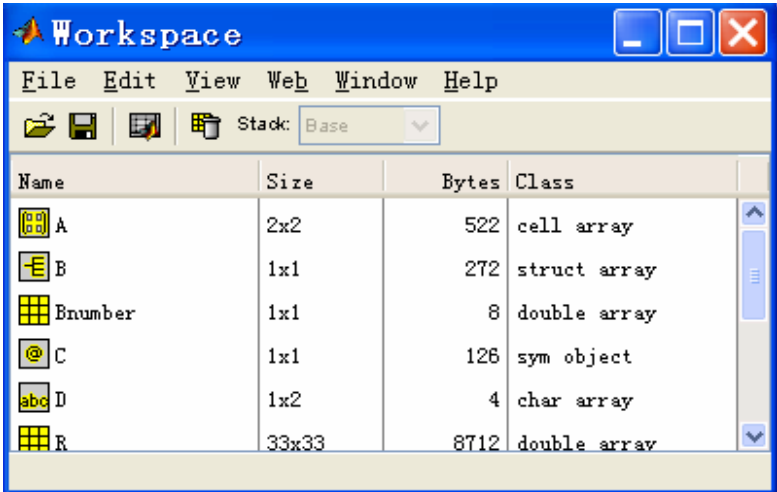 Workspace
File Edit View Web Window Help
Stack: Base
Name Size Bytes Class
A 2x2 522 cell array
B 1x1 272 struct array
Bnumber 1x1 8 double array
@ C 1x1 126 sym object
abc D 1x2 4 char array
R 33x33 8712 double array